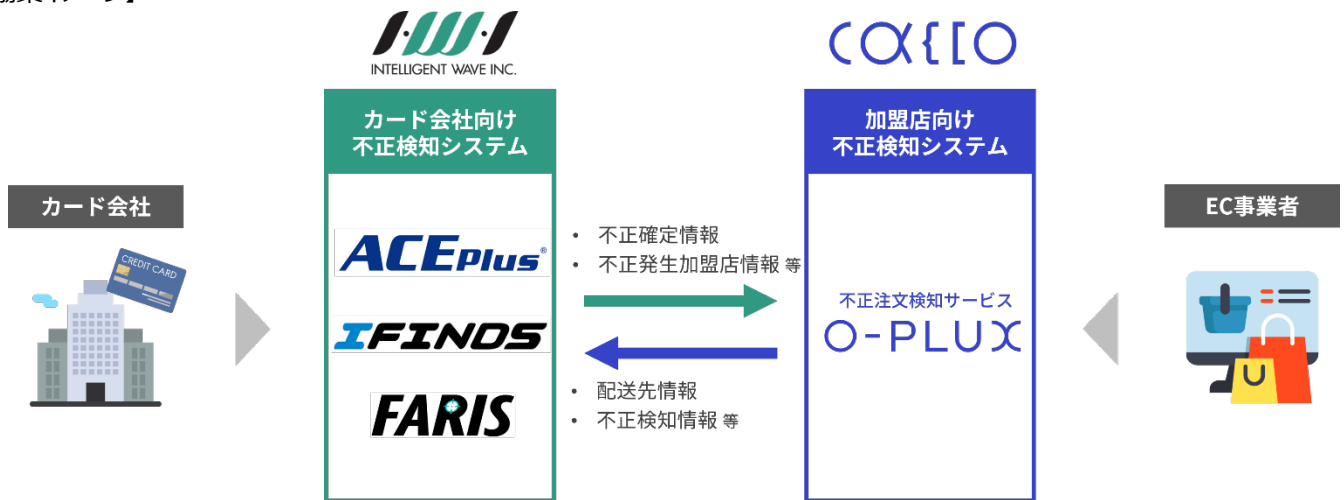 INTELLIGENT WAVE INC.
cacco
カード会社向け
不正検知システム
加盟店向け
不正検知システム
カード会社
CREDIT CARD
EC事業者
ACEPlus®
IFINDS
FARIS
• 不正確定情報
• 不正発生加盟店情報 等
• 配送先情報
• 不正検知情報 等
不正注文検知サービス
O-PLUX